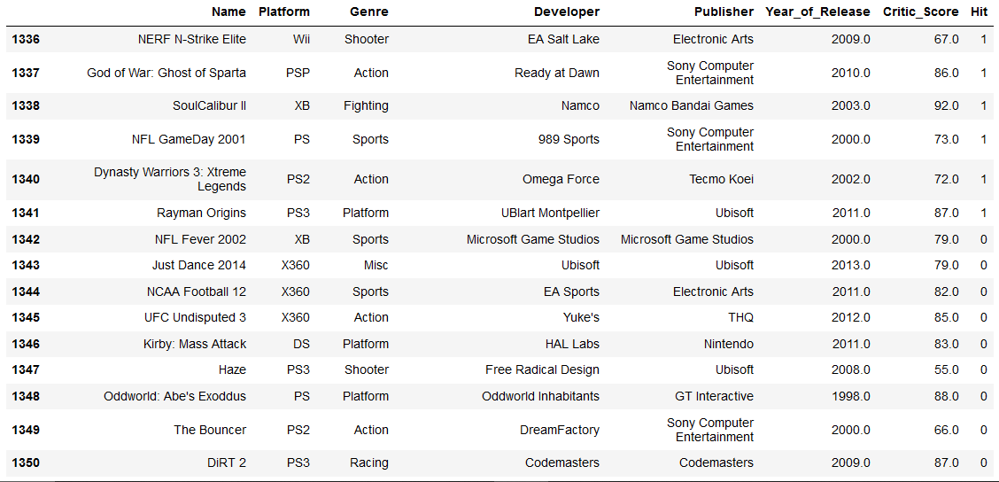 Name Platform Genre Developer Publisher Year_of_Release Critic_Score Hit
1336 NERF N-Strike Elite Wii Shooter EA Salt Lake Electronic Arts 2009.0 67.0 1
1337 God of War: Ghost of Sparta PSP Action Ready at Dawn Sony Computer Entertainment 2010.0 86.0 1
1338 SoulCalibur II XB Fighting Namco Namco Bandai Games 2003.0 92.0 1
1339 NFL GameDay 2001 PS Sports 989 Sports Sony Computer Entertainment 2000.0 73.0 1
1340 Dynasty Warriors 3: Xtreme Legends PS2 Action Omega Force Tecmo Koei 2002.0 72.0 1
1341 Rayman Origins PS3 Platform UBIart Montpellier Ubisoft 2011.0 87.0 1
1342 NFL Fever 2002 XB Sports Microsoft Game Studios Microsoft Game Studios 2000.0 79.0 0
1343 Just Dance 2014 X360 Misc Ubisoft Ubisoft 2013.0 79.0 0
1344 NCAA Football 12 X360 Sports EA Sports Electronic Arts 2011.0 82.0 0
1345 UFC Undisputed 3 X360 Action Yuke's THQ 2012.0 85.0 0
1346 Kirby: Mass Attack DS Platform HAL Labs Nintendo 2011.0 83.0 0
1347 Haze PS3 Shooter Free Radical Design Ubisoft 2008.0 55.0 0
1348 Oddworld: Abe's Exoddus PS Platform Oddworld Inhabitants GT Interactive 1998.0 88.0 0
1349 The Bouncer PS2 Action DreamFactory Sony Computer Entertainment 2000.0 66.0 0
1350 DiRT 2 PS3 Racing Codemasters Codemasters 2009.0 87.0 0